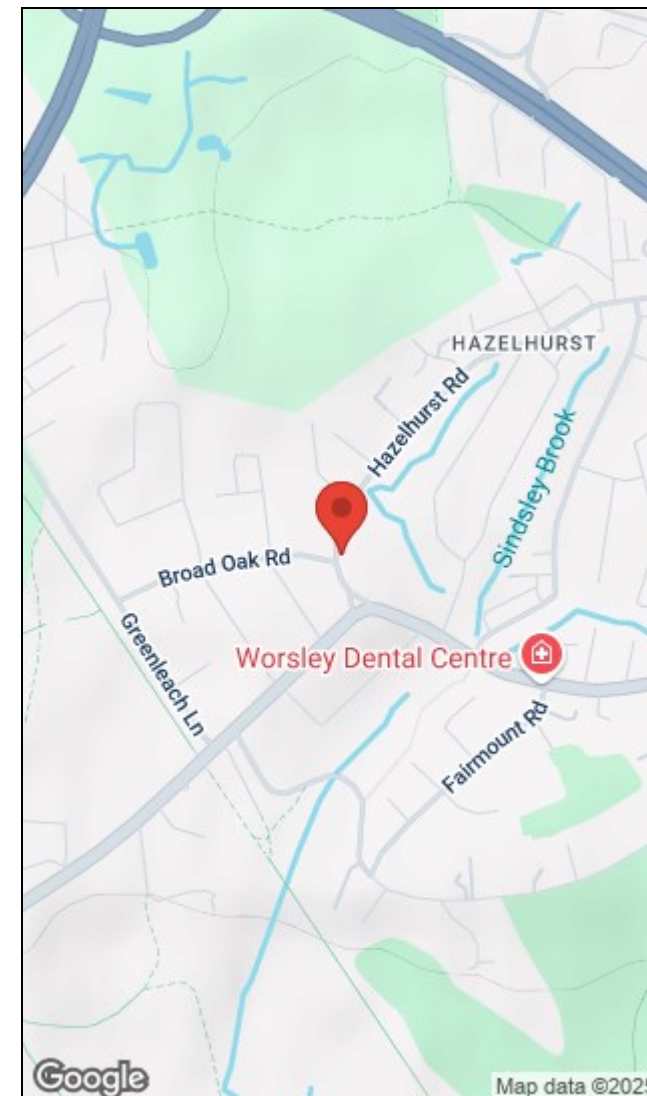 HAZELHURST
Hazelhurst Rd
Sindsley Brook
Broad Oak Rd
Greenleach Ln
Worsley Dental Centre
Fairmount Rd
Google
Map data ©2025